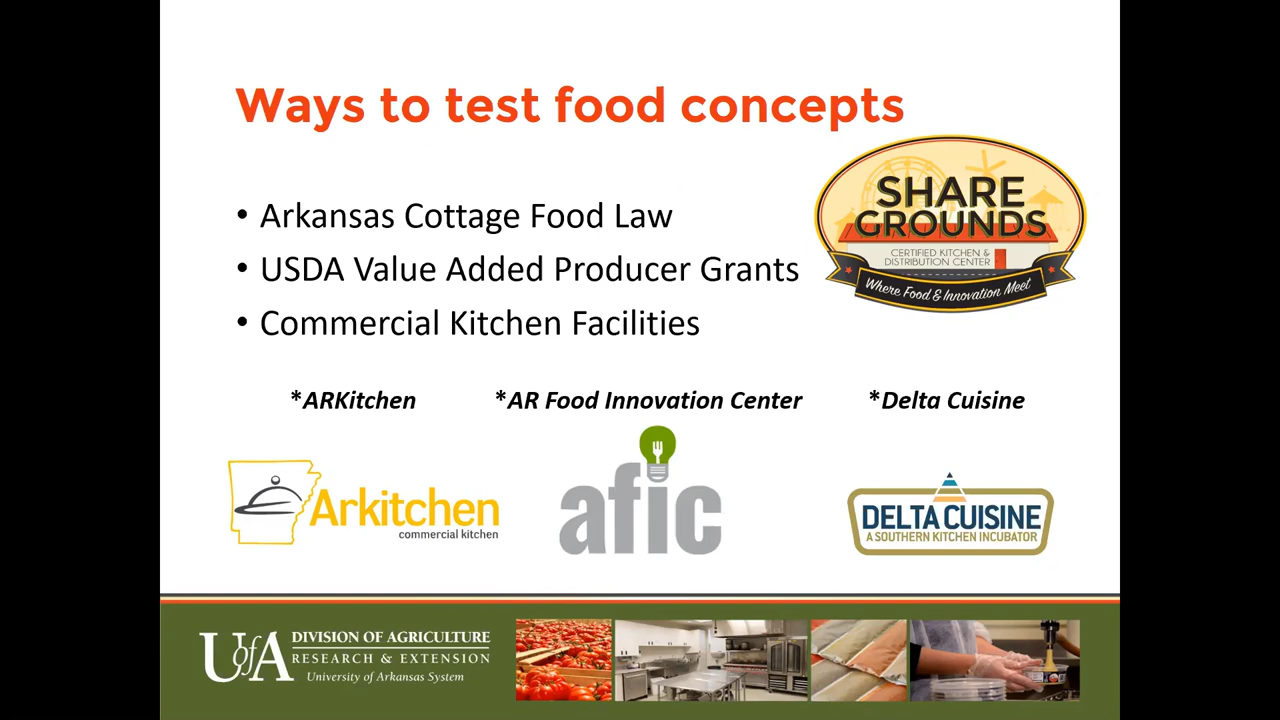 Ways to test food concepts
• Arkansas Cottage Food Law
• USDA Value Added Producer Grants
• Commercial Kitchen Facilities
SHARE
GROUNDS
CERTIFIED KITCHEN &
DISTRIBUTION CENTER
Where Food & Innovation Meet
*ARKitchen *AR Food Innovation Center *Delta Cuisine
Arkitchen
commercial kitchen
afic
DELTA CUISINE
A SOUTHERN KITCHEN INCUBATOR
UofA
DIVISION OF AGRICULTURE
RESEARCH & EXTENSION
University of Arkansas System